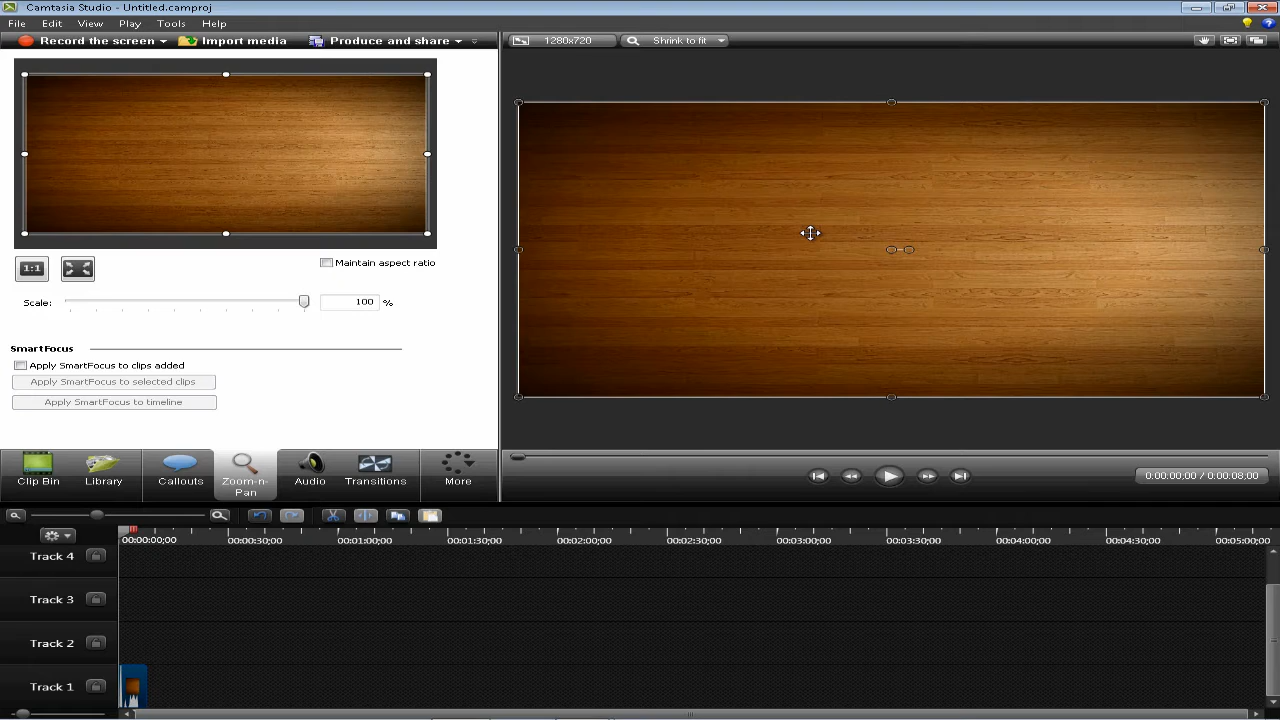 Camtasia Studio - Untitled.camproj
File Edit View Play Tools Help
Record the screen Import media Produce and share
1280x720 Shrink to fit
1:1
Maintain aspect ratio
Scale: 100 %
SmartFocus
Apply SmartFocus to clips added
Apply SmartFocus to selected clips
Apply SmartFocus to timeline
Clip Bin Library Callouts Zoom-n-Pan Audio Transitions More
0:00:00;00 / 0:00:08;00
00:00:00;00 00:00:30;00 00:01:00;00 00:01:30;00 00:02:00;00 00:02:30;00 00:03:00;00 00:03:30;00 00:04:00;00 00:04:30;00 00:05:00;00
Track 4
Track 3
Track 2
Track 1